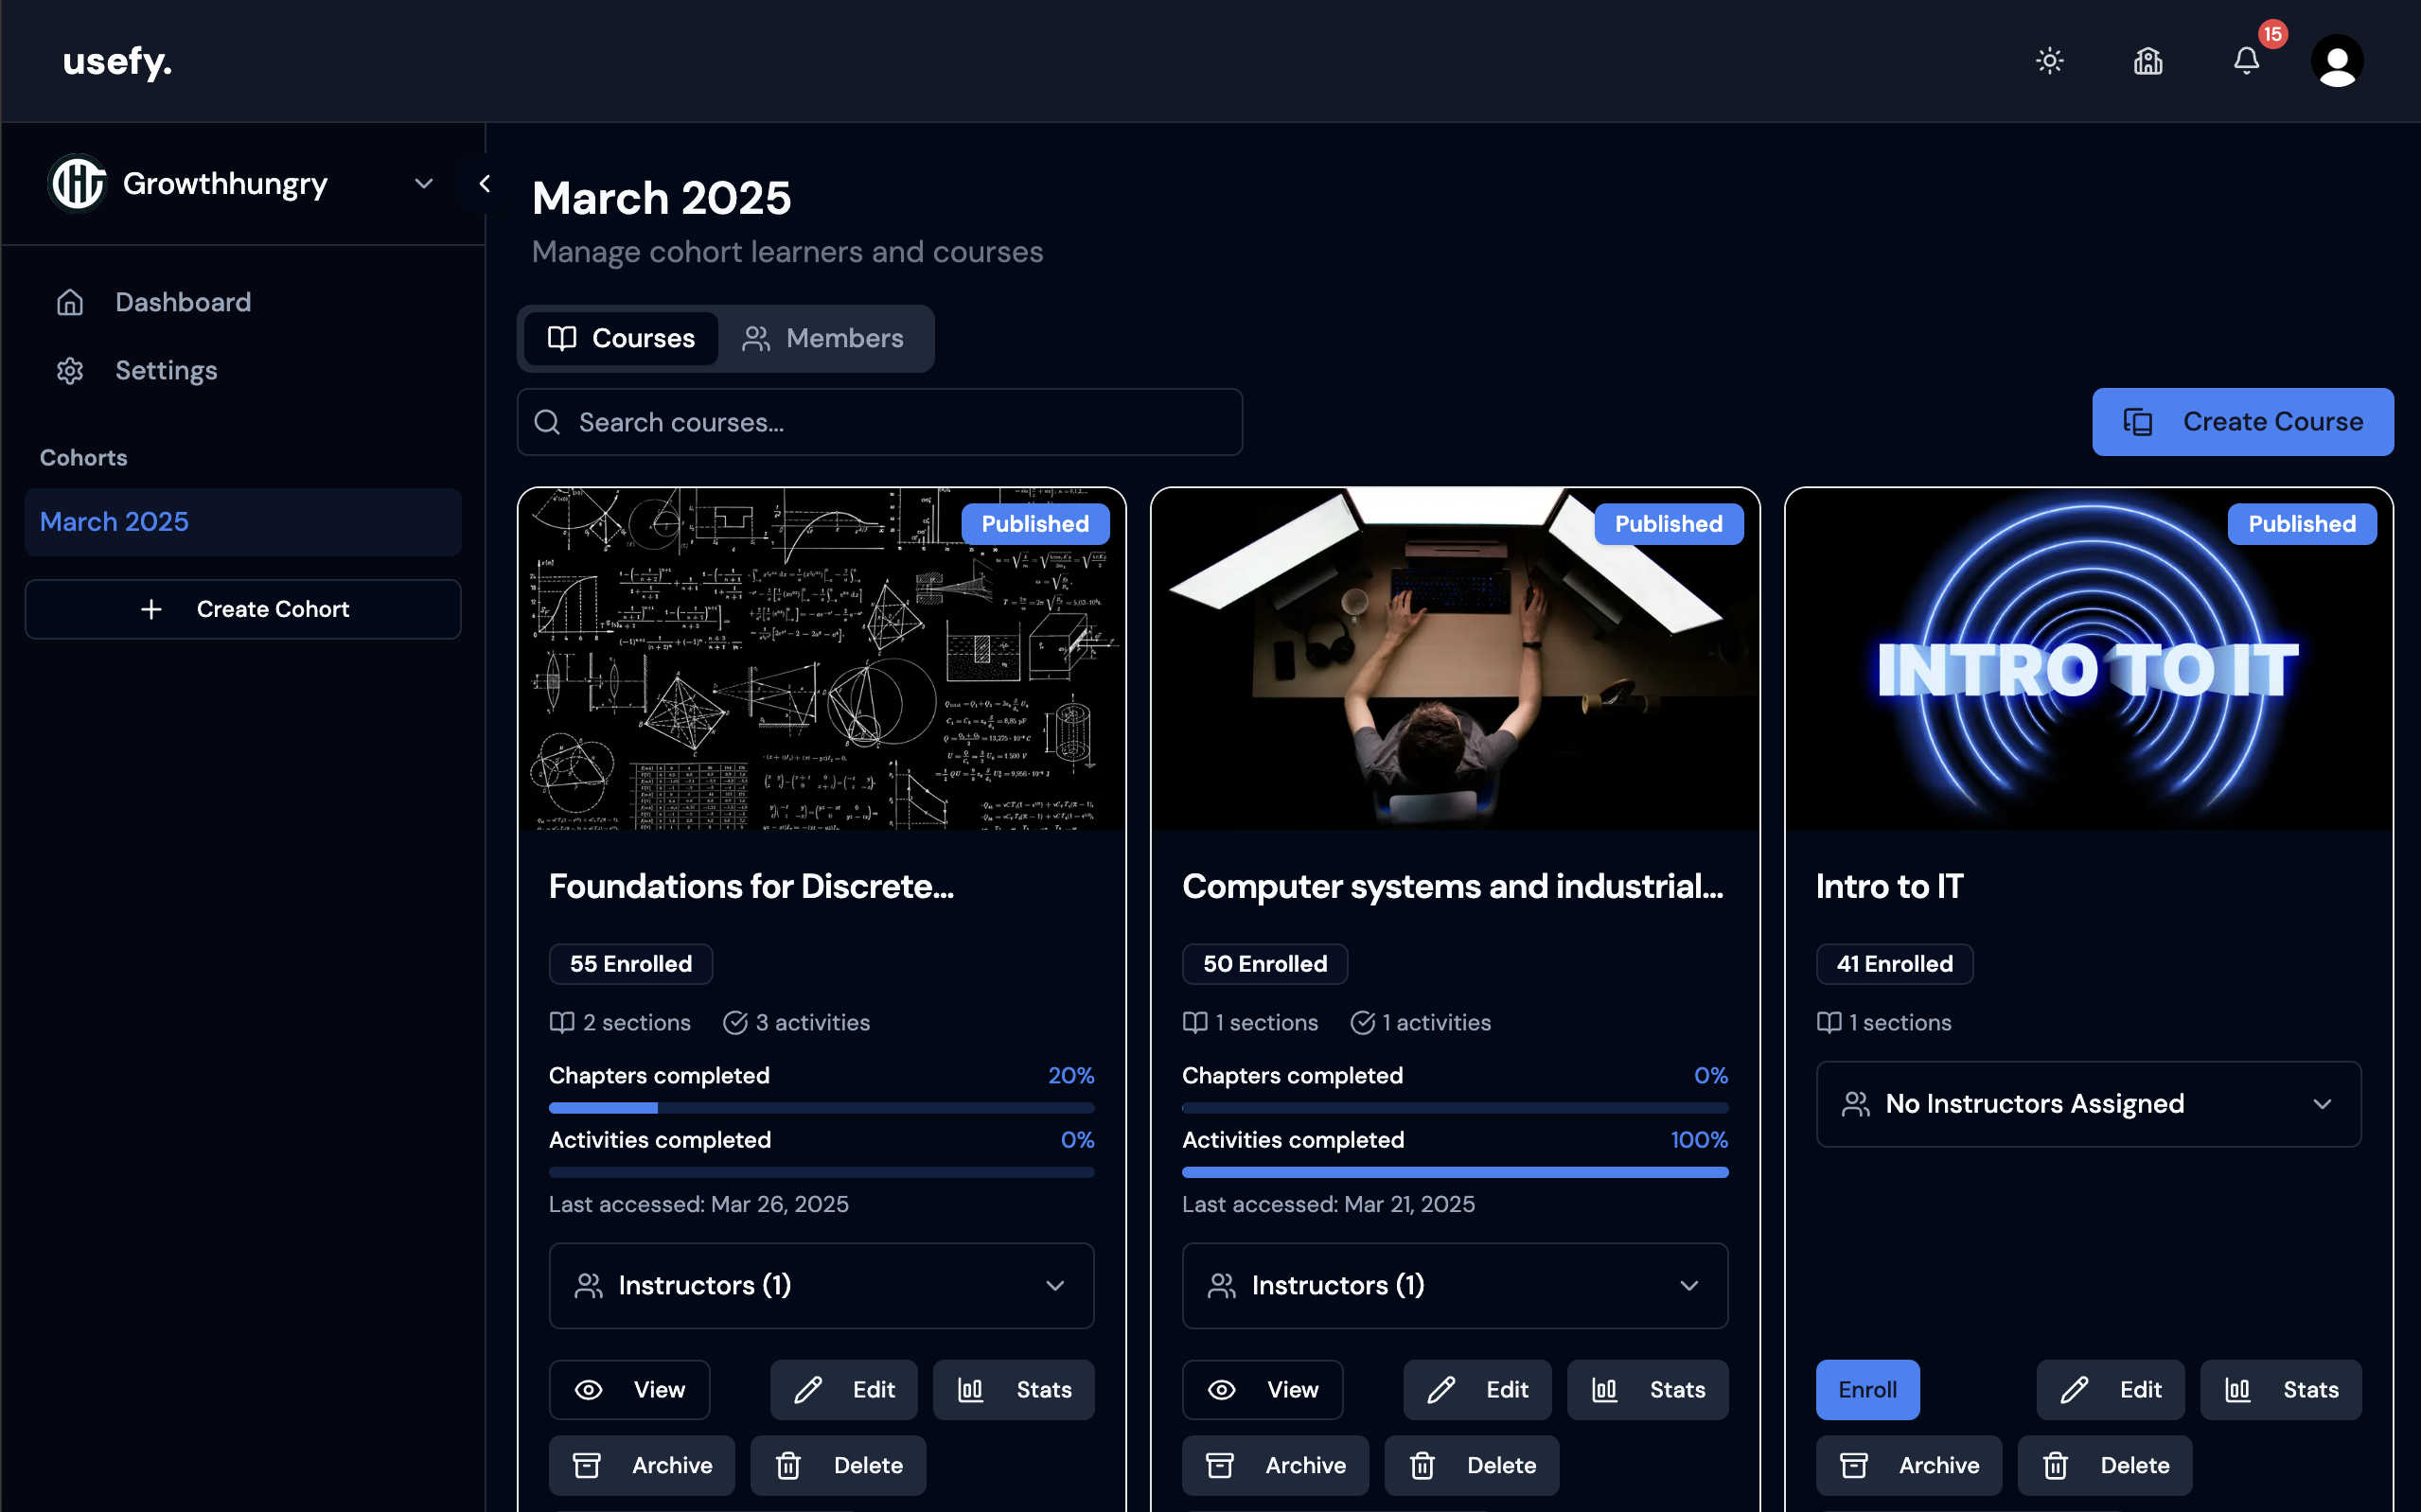 usefy.
15
Growthhungry
Dashboard
Settings
Cohorts
March 2025
Create Cohort
March 2025
Manage cohort learners and courses
Courses
Members
Search courses...
Create Course
Published
Published
Published
INTRO TO IT
Foundations for Discrete...
55 Enrolled
2 sections
3 activities
Chapters completed
20%
Activities completed
0%
Last accessed: Mar 26, 2025
Instructors (1)
View
Edit
Stats
Archive
Delete
Computer systems and industrial...
50 Enrolled
1 sections
1 activities
Chapters completed
0%
Activities completed
100%
Last accessed: Mar 21, 2025
Instructors (1)
View
Edit
Stats
Archive
Delete
Intro to IT
41 Enrolled
1 sections
No Instructors Assigned
Enroll
Edit
Stats
Archive
Delete